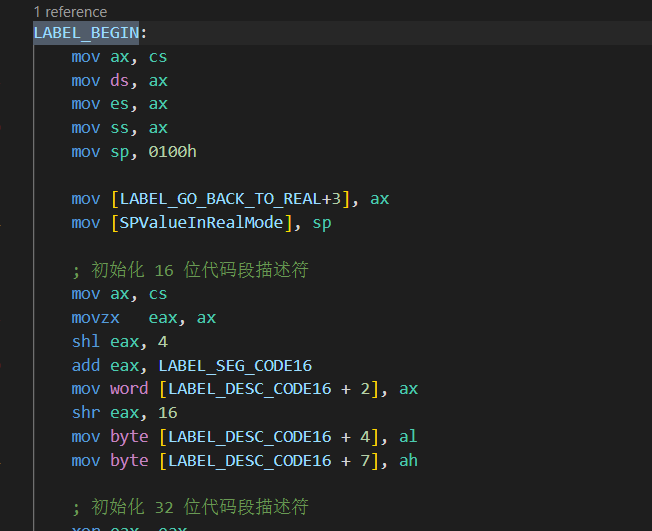 1 reference
LABEL_BEGIN:
mov ax, cs
mov ds, ax
mov es, ax
mov ss, ax
mov sp, 0100h
mov [LABEL_GO_BACK_TO_REAL+3], ax
mov [SPValueInRealMode], sp
; 初始化 16 位代码段描述符
mov ax, cs
movzx   eax, ax
shl eax, 4
add eax, LABEL_SEG_CODE16
mov word [LABEL_DESC_CODE16 + 2], ax
shr eax, 16
mov byte [LABEL_DESC_CODE16 + 4], al
mov byte [LABEL_DESC_CODE16 + 7], ah
; 初始化 32 位代码段描述符
xor eax, eax